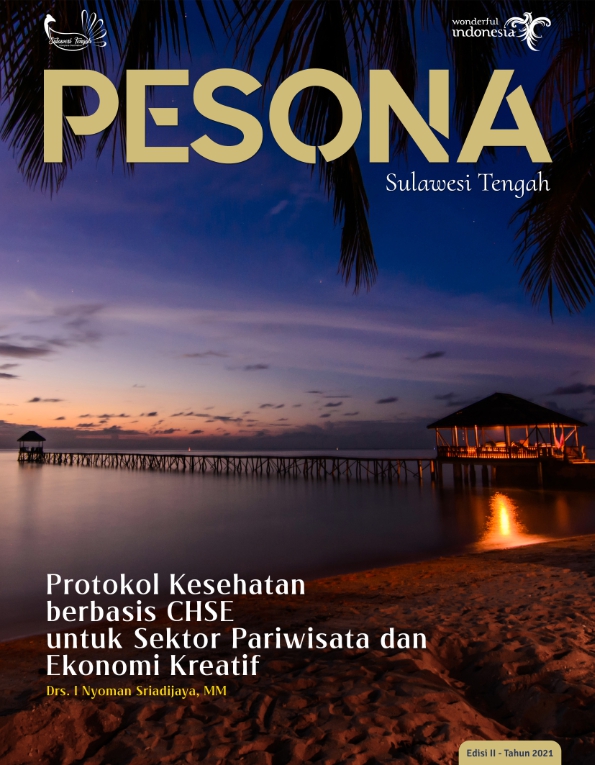 Sulawesi Tengah
wonderful
indonesia
PESONA
Sulawesi Tengah
Protokol Kesehatan
berbasis CHSE
untuk Sektor Pariwisata dan
Ekonomi Kreatif
Drs. I Nyoman Sriadijaya, MM
Edisi II - Tahun 2021